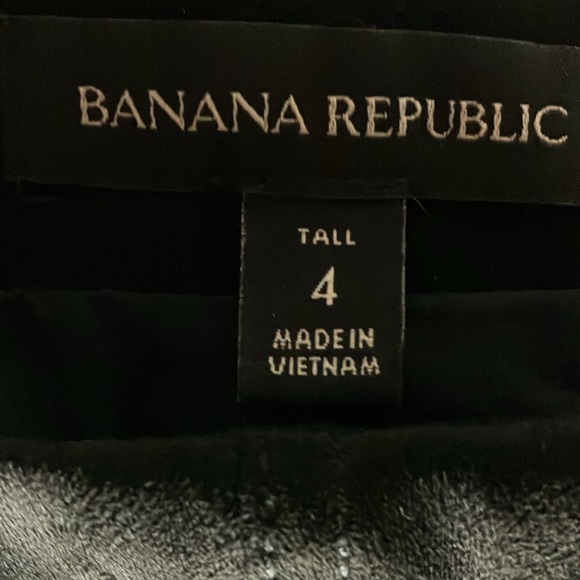 BANANA REPUBLIC
TALL
4
MADE IN
VIETNAM